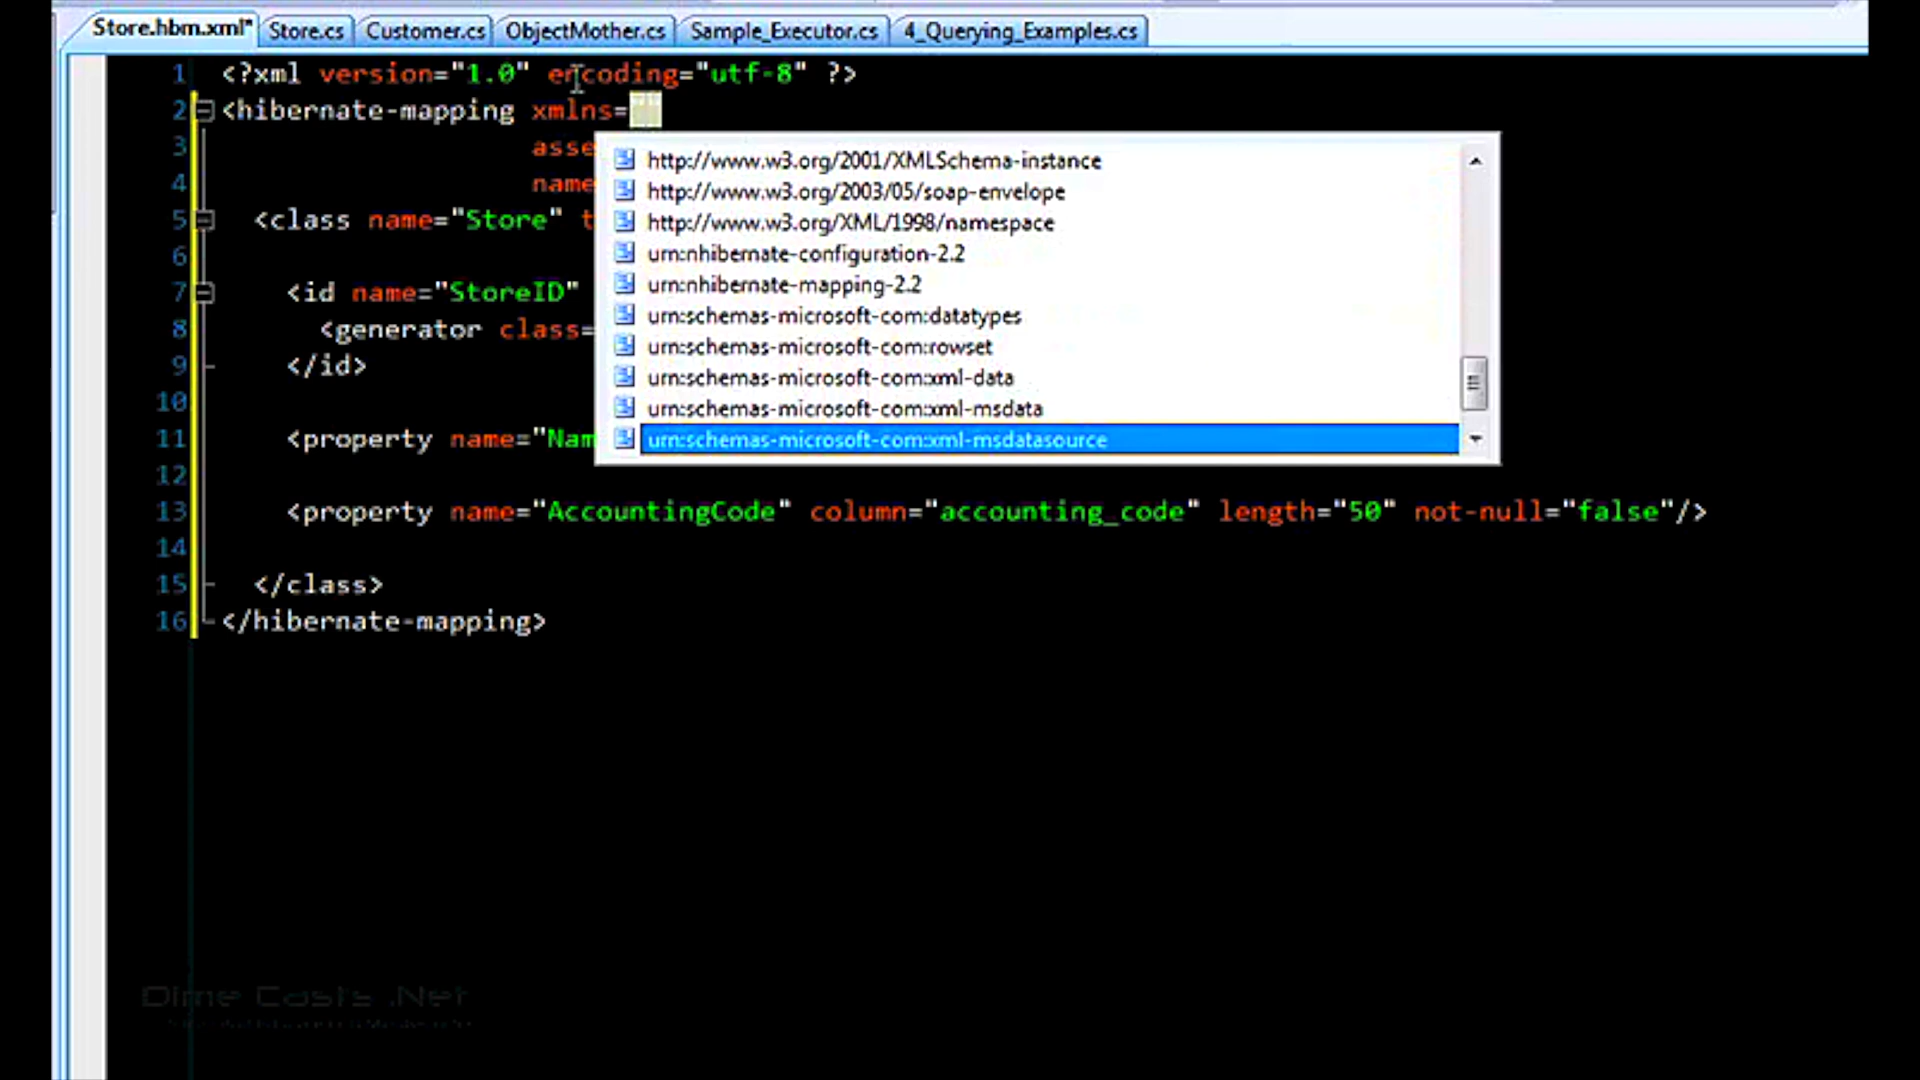 Store.hbm.xml* Store.cs Customer.cs ObjectMother.cs Sample_Executor.cs 4_Querying_Examples.cs
1 <?xml version="1.0" encoding="utf-8" ?>
2 <hibernate-mapping xmlns=
3 asse
4 name
5 <class name="Store" t
6
7 <id name="StoreID"
8 <generator class=
9 </id>
10
11 <property name="Nam
12
13 <property name="AccountingCode" column="accounting_code" length="50" not-null="false"/>
14
15 </class>
16 </hibernate-mapping>
http://www.w3.org/2001/XMLSchema-instance
http://www.w3.org/2003/05/soap-envelope
http://www.w3.org/XML/1998/namespace
urn:nhibernate-configuration-2.2
urn:nhibernate-mapping-2.2
urn:schemas-microsoft-com:datatypes
urn:schemas-microsoft-com:rowset
urn:schemas-microsoft-com:xml-data
urn:schemas-microsoft-com:xml-msdata
urn:schemas-microsoft-com:xml-msdatasource
Dime Casts .Net